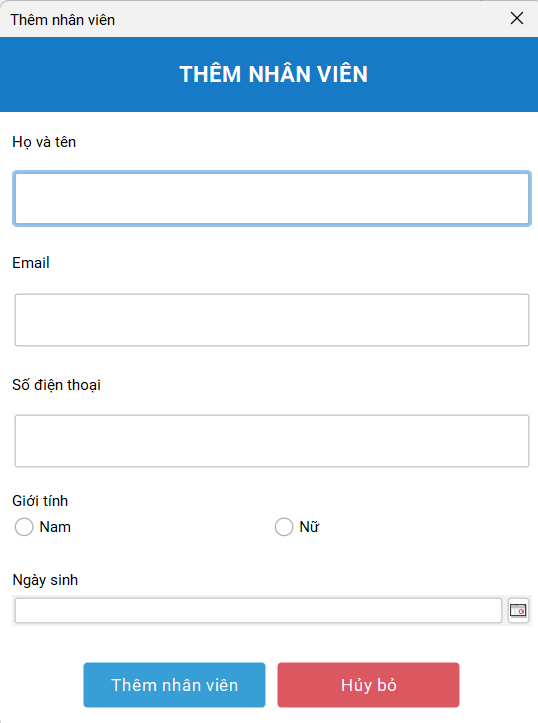 Thêm nhân viên
THÊM NHÂN VIÊN
Họ và tên
Email
Số điện thoại
Giới tính
Nam Nữ
Ngày sinh
Thêm nhân viên Hủy bỏ